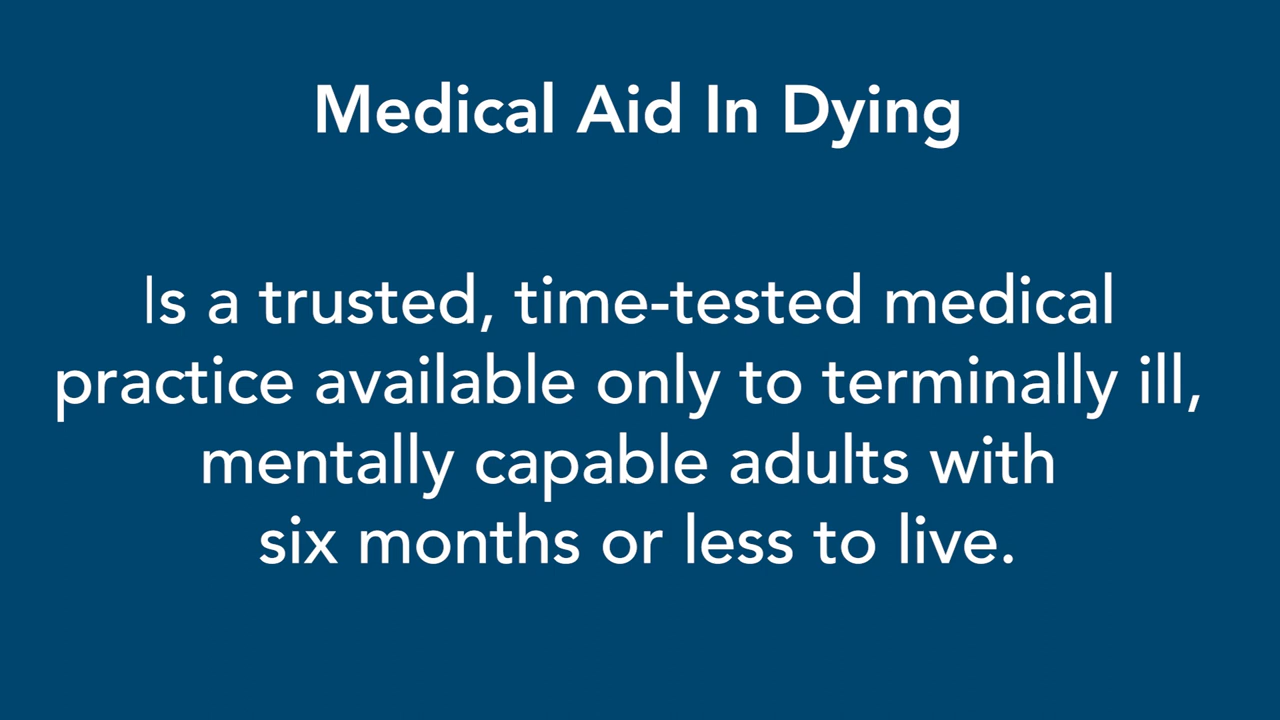 Medical Aid In Dying
Is a trusted, time-tested medical
practice available only to terminally ill,
mentally capable adults with
six months or less to live.